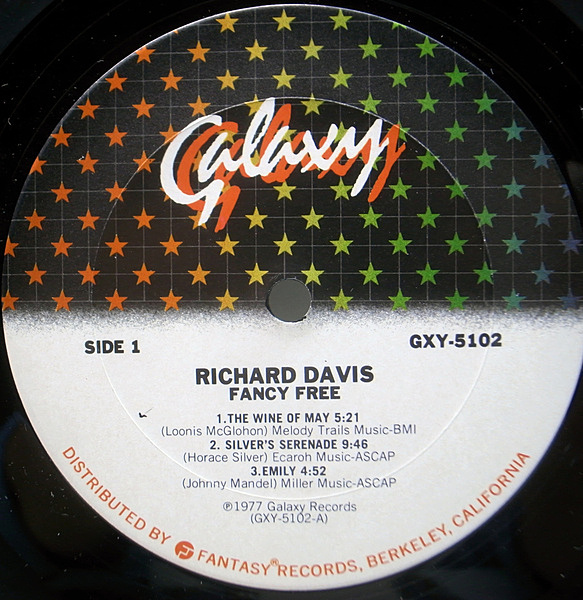 Galaxy
SIDE 1
GXY-5102
RICHARD DAVIS
FANCY FREE
1.THE WINE OF MAY 5:21
(Loonis McGlohon) Melody Trails Music-BMI
2. SILVER'S SERENADE 9:46
(Horace Silver) Ecaroh Music-ASCAP
3.EMILY 4:52
(Johnny Mandel) Miller Music-ASCAP
℗1977 Galaxy Records
(GXY-5102-A)
DISTRIBUTED BY FANTASY® RECORDS, BERKELEY, CALIFORNIA